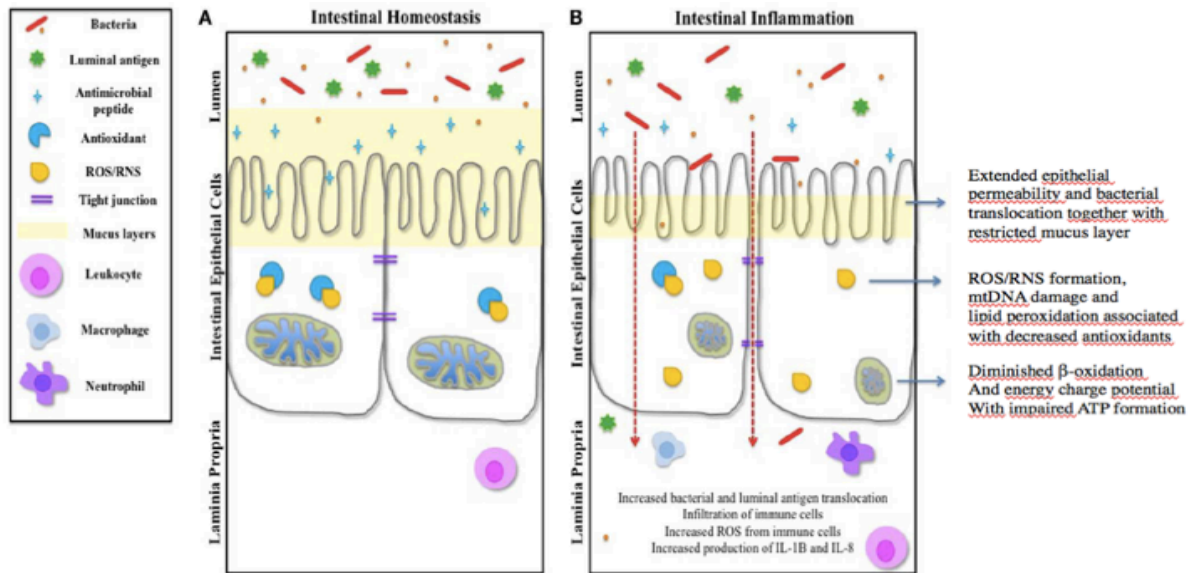 Bacteria
Luminal antigen
Antimicrobial
peptide
Antioxidant
ROS/RNS
Tight junction
Mucus layers
Leukocyte
Macrophage
Neutrophil
A
Intestinal Homeostasis
Lumen
Intestinal Epithelial Cells
Laminia Propria
B
Intestinal Inflammation
Lumen
Intestinal Epithelial Cells
Laminia Propria
Increased bacterial and luminal antigen translocation
Infiltration of immune cells
Increased ROS from immune cells
Increased production of IL-1B and IL-8
Extended epithelial
permeability and bacterial
translocation together with
restricted mucus layer
ROS/RNS formation,
mtDNA damage and
lipid peroxidation associated
with decreased antioxidants
Diminished β-oxidation
And energy charge potential
With impaired ATP formation